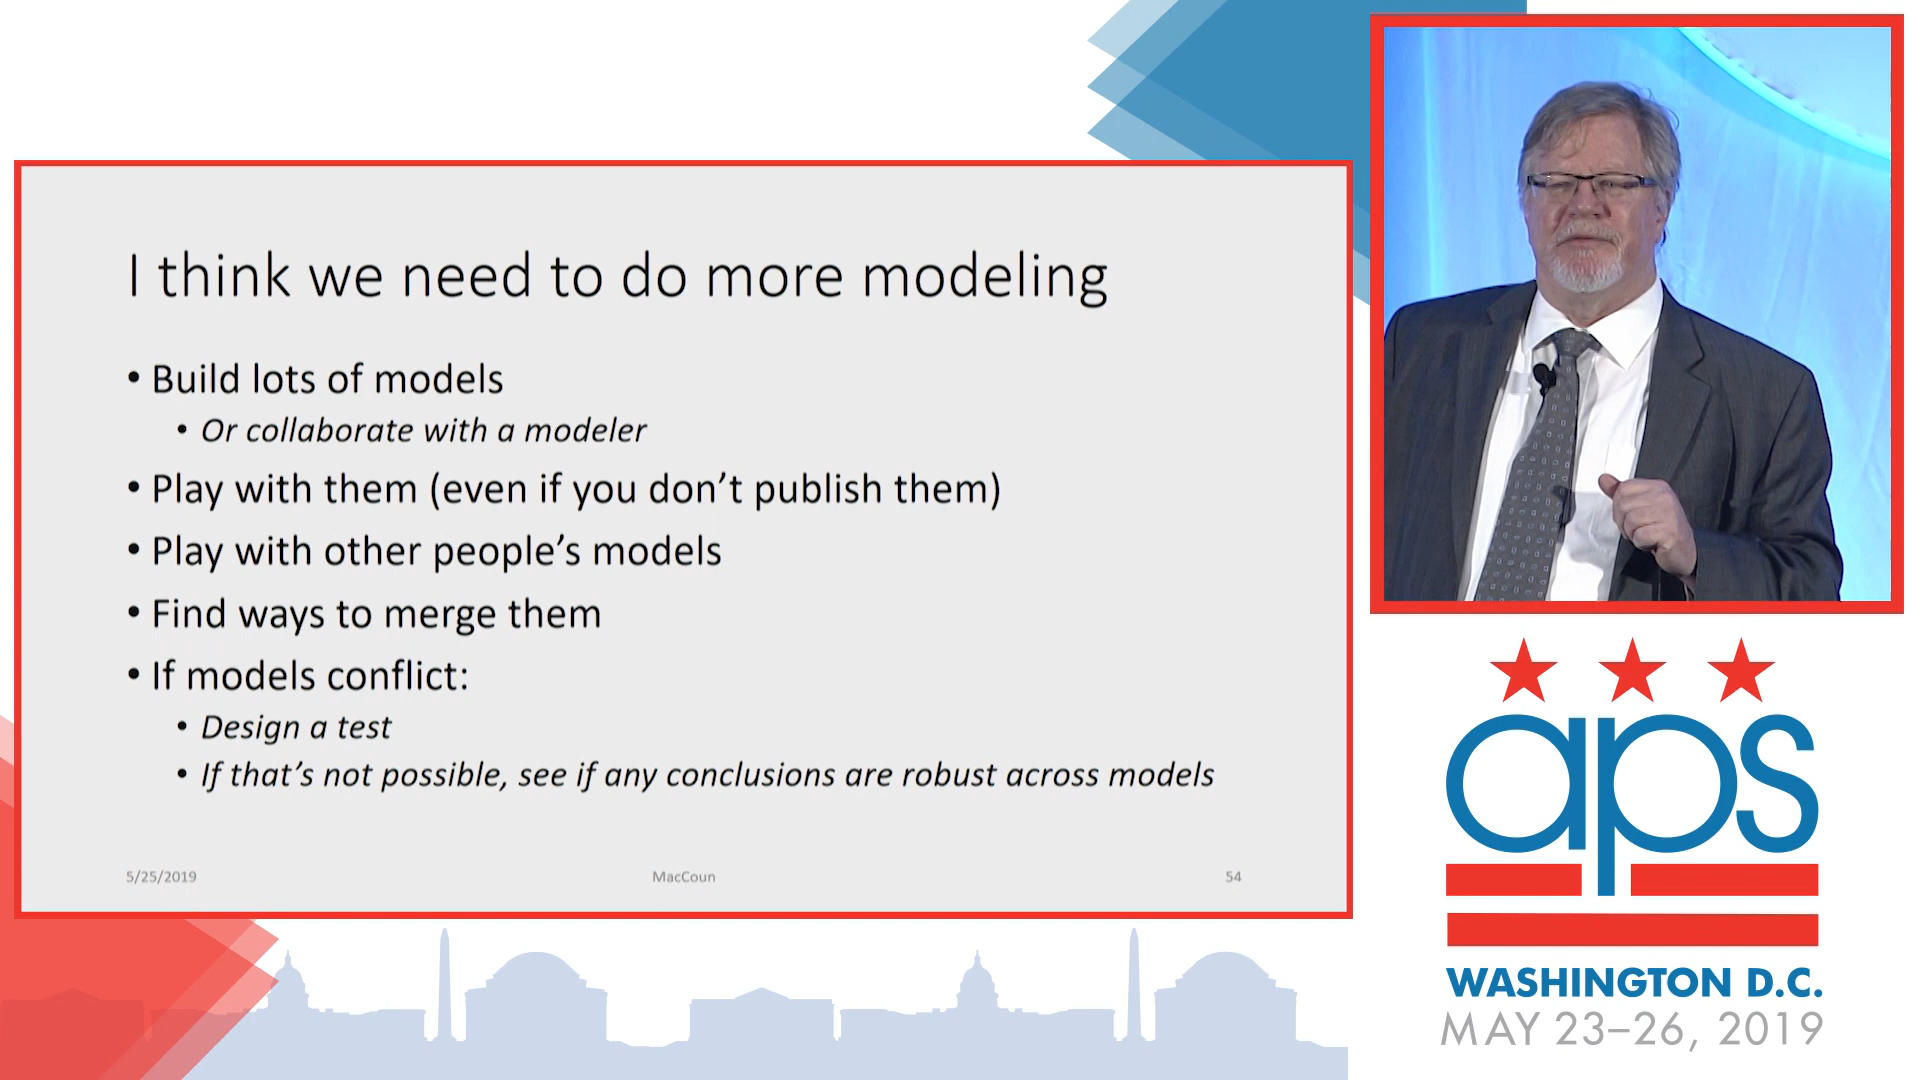 I think we need to do more modeling
• Build lots of models
• Or collaborate with a modeler
• Play with them (even if you don’t publish them)
• Play with other people’s models
• Find ways to merge them
• If models conflict:
• Design a test
• If that’s not possible, see if any conclusions are robust across models
5/25/2019
MacCoun
54
aps
WASHINGTON D.C.
MAY 23–26, 2019